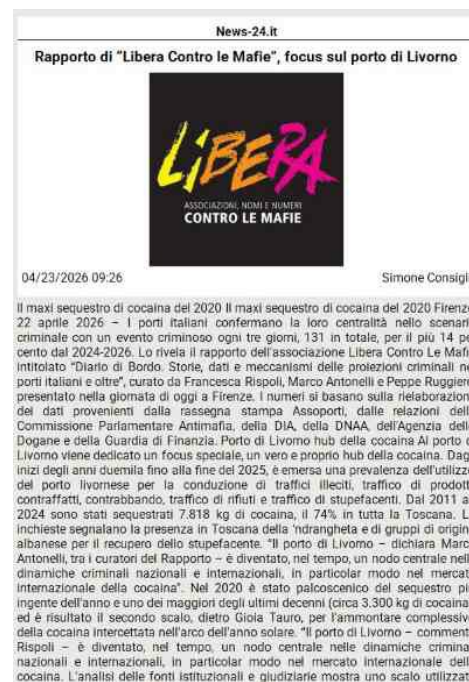 News-24.it
Rapporto di "Libera Contro le Mafie", focus sul porto di Livorno
LIBERA
ASSOCIAZIONI, NOMI E NUMERI
CONTRO LE MAFIE
04/23/2026 09:26
Simone Consigli
Il maxi sequestro di cocaina del 2020 Il maxi sequestro di cocaina del 2020 Firenze
22 aprile 2026 – I porti italiani confermano la loro centralità nello scenari
criminale con un evento criminoso ogni tre giorni, 131 in totale, per il più 14 pe
cento dal 2024-2026. Lo rivela il rapporto dell'associazione Libera Contro Le Mafi
intitolato "Diario di Bordo. Storie, dati e meccanismi delle proiezioni criminali ne
porti italiani e oltre", curato da Francesca Rispoli, Marco Antonelli e Peppe Ruggier
presentato nella giornata di oggi a Firenze. I numeri si basano sulla rielaborazion
dei dati provenienti dalla rassegna stampa Assoporti, dalle relazioni dell
Commissione Parlamentare Antimafia, della DIA, della DNAA, dell'Agenzia dell
Dogane e della Guardia di Finanzia. Porto di Livorno hub della cocaina Al porto d
Livorno viene dedicato un focus speciale, un vero e proprio hub della cocaina. Dag
inizi degli anni duemila fino alla fine del 2025, è emersa una prevalenza dell'utilizz
del porto livornese per la conduzione di traffici illeciti, traffico di prodott
contraffatti, contrabbando, traffico di rifiuti e traffico di stupefacenti. Dal 2011 a
2024 sono stati sequestrati 7.818 kg di cocaina, il 74% in tutta la Toscana. L
inchieste segnalano la presenza in Toscana della 'ndrangheta e di gruppi di origin
albanese per il recupero dello stupefacente. "Il porto di Livorno – dichiara Marc
Antonelli, tra i curatori del Rapporto – è diventato, nel tempo, un nodo centrale nell
dinamiche criminali nazionali e internazionali, in particolar modo nel mercat
internazionale della cocaina". Nel 2020 è stato palcoscenico del sequestro pi
ingente dell'anno e uno dei maggiori degli ultimi decenni (circa 3.300 kg di cocaina
ed è risultato il secondo scalo, dietro Gioia Tauro, per l'ammontare complessiv
della cocaina intercettata nell'arco dell'anno solare. "Il porto di Livorno – comment
Rispoli – è diventato, nel tempo, un nodo centrale nelle dinamiche crimina
nazionali e internazionali, in particolar modo nel mercato internazionale dell
cocaina. L'analisi delle fonti istituzionali e giudiziarie mostra uno scalo utilizzat